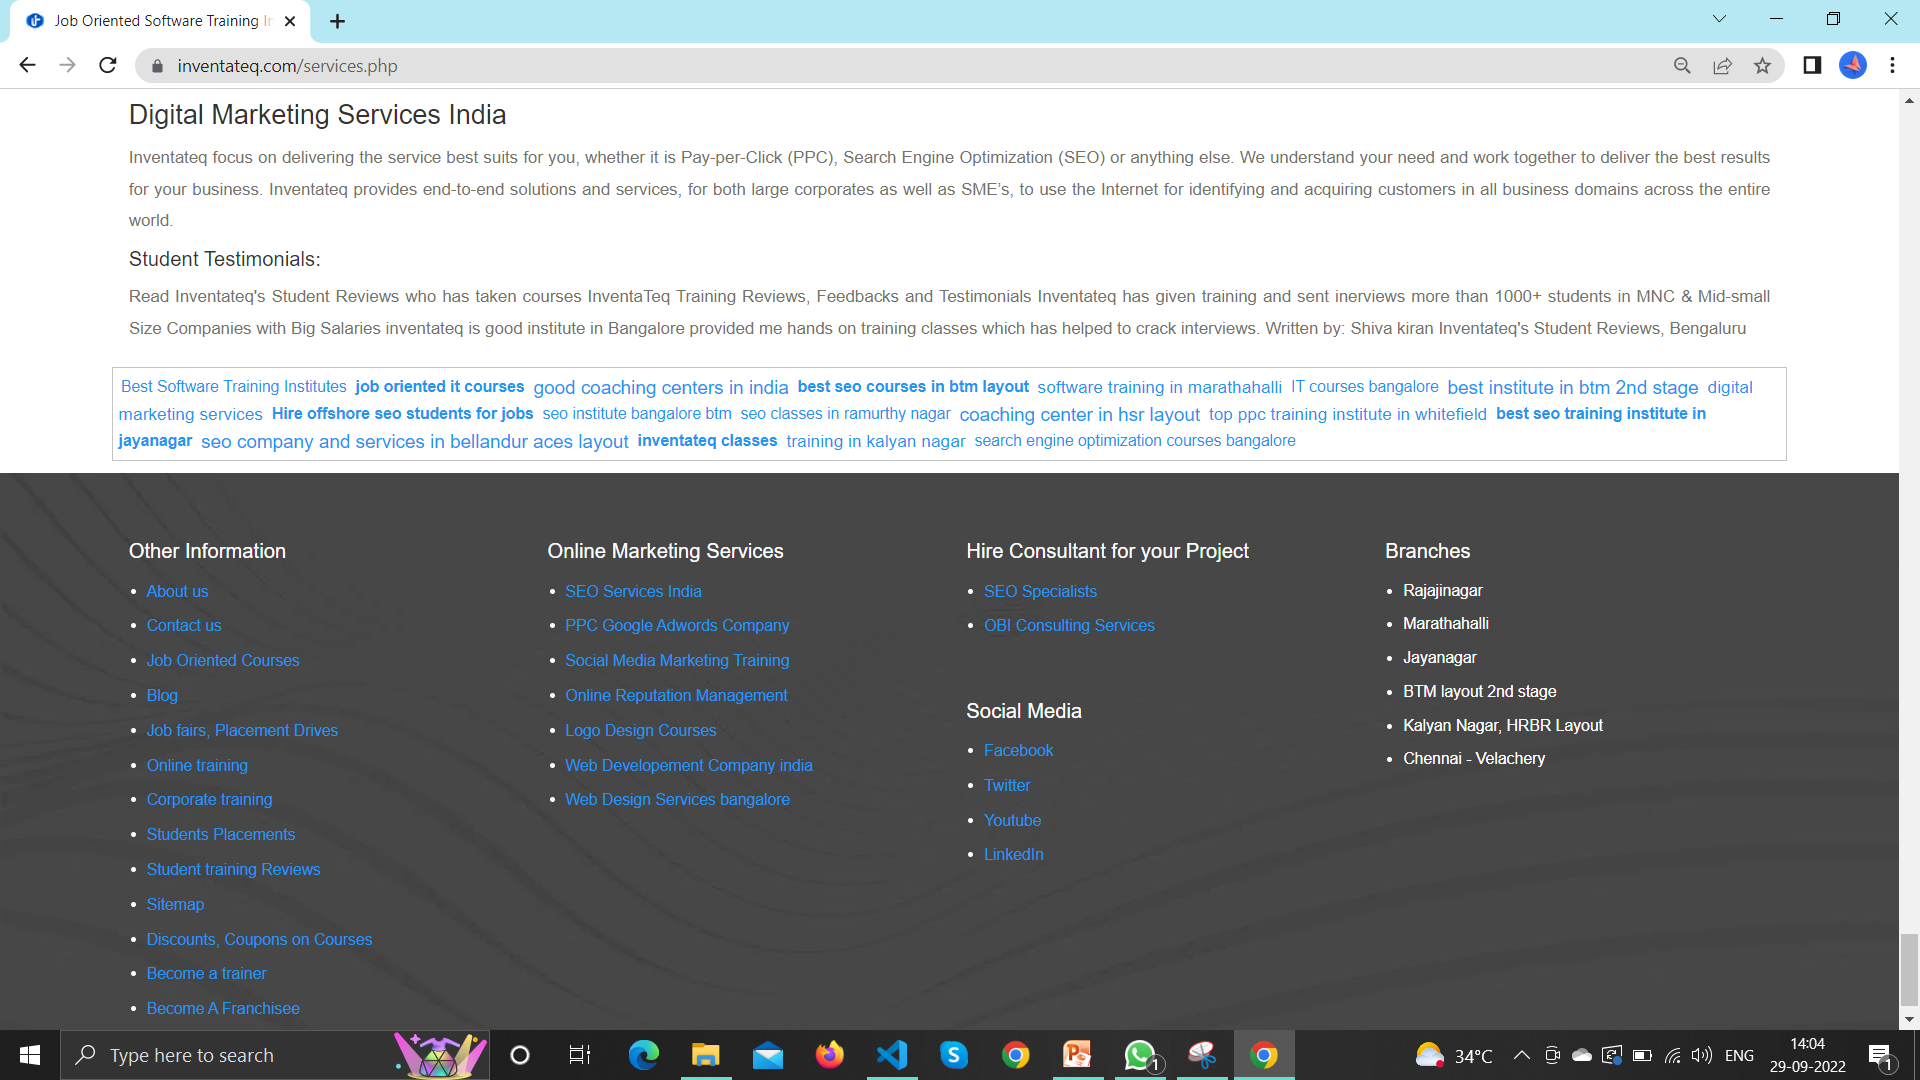 Job Oriented Software Training In
inventateq.com/services.php
Digital Marketing Services India
Inventateq focus on delivering the service best suits for you, whether it is Pay-per-Click (PPC), Search Engine Optimization (SEO) or anything else. We understand your need and work together to deliver the best results
for your business. Inventateq provides end-to-end solutions and services, for both large corporates as well as SME's, to use the Internet for identifying and acquiring customers in all business domains across the entire
world.
Student Testimonials:
Read Inventateq's Student Reviews who has taken courses InventaTeq Training Reviews, Feedbacks and Testimonials Inventateq has given training and sent inerviews more than 1000+ students in MNC & Mid-small
Size Companies with Big Salaries inventateq is good institute in Bangalore provided me hands on training classes which has helped to crack interviews. Written by: Shiva kiran Inventateq's Student Reviews, Bengaluru
Best Software Training Institutes job oriented it courses good coaching centers in india best seo courses in btm layout software training in marathahalli IT courses bangalore best institute in btm 2nd stage digital
marketing services Hire offshore seo students for jobs seo institute bangalore btm seo classes in ramurthy nagar coaching center in hsr layout top ppc training institute in whitefield best seo training institute in
jayanagar seo company and services in bellandur aces layout inventateq classes training in kalyan nagar search engine optimization courses bangalore
Other Information
About us
Contact us
Job Oriented Courses
Blog
Job fairs, Placement Drives
Online training
Corporate training
Students Placements
Student training Reviews
Sitemap
Discounts, Coupons on Courses
Become a trainer
Become A Franchisee
Online Marketing Services
SEO Services India
PPC Google Adwords Company
Social Media Marketing Training
Online Reputation Management
Logo Design Courses
Web Developement Company india
Web Design Services bangalore
Hire Consultant for your Project
SEO Specialists
OBI Consulting Services
Social Media
Facebook
Twitter
Youtube
LinkedIn
Branches
Rajajinagar
Marathahalli
Jayanagar
BTM layout 2nd stage
Kalyan Nagar, HRBR Layout
Chennai - Velachery
Type here to search
1
34°C
ENG
14:04
29-09-2022
1